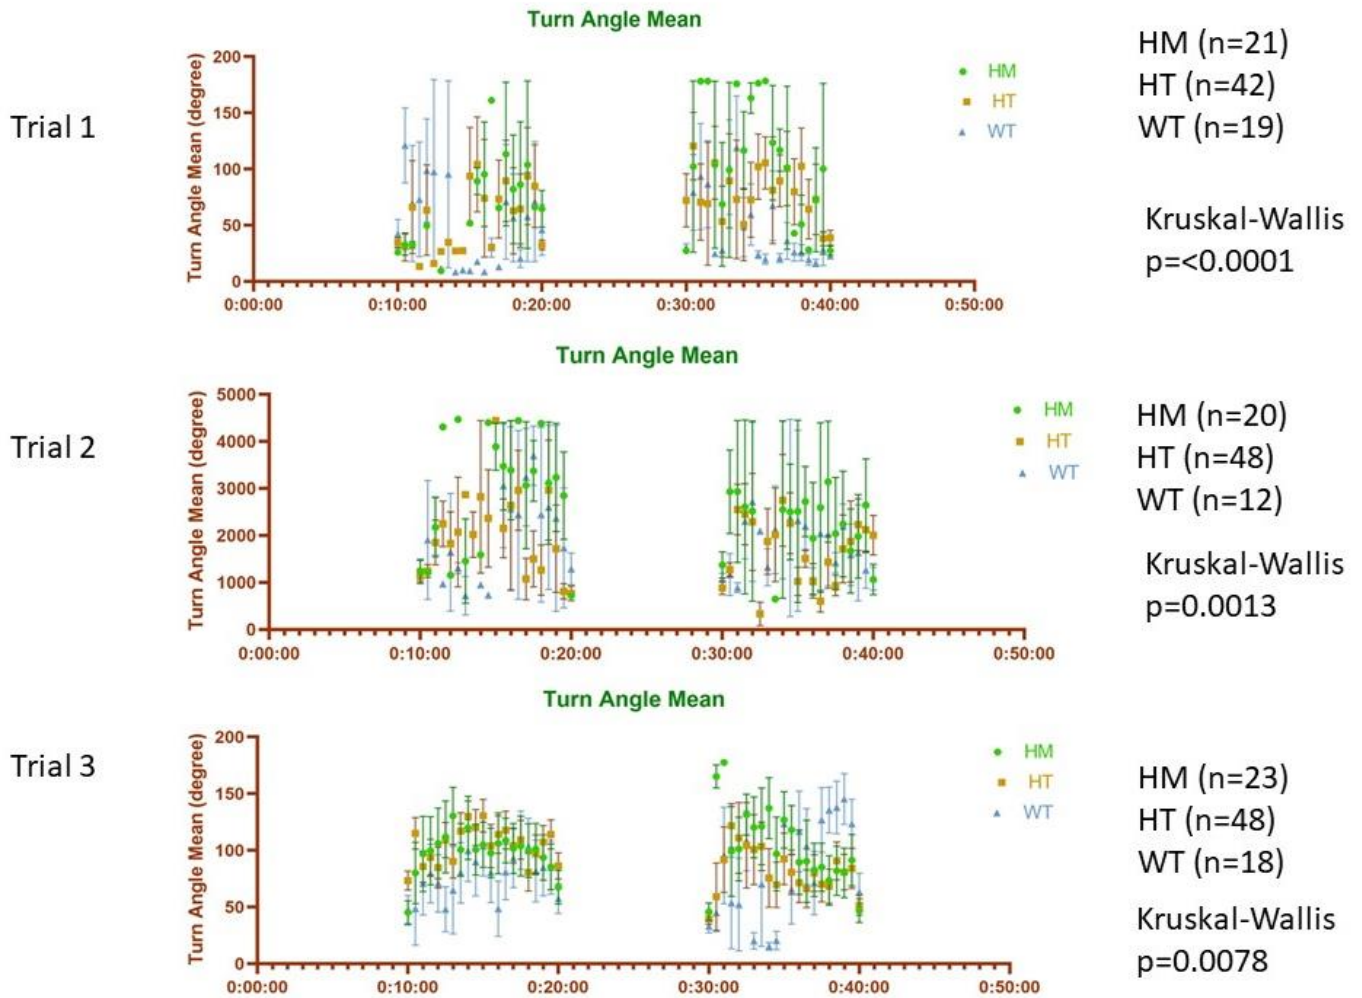 Turn Angle Mean
Trial 1
Turn Angle Mean (degree)
200
150
100
50
0
0:00:00 0:10:00 0:20:00 0:30:00 0:40:00 0:50:00
HM
HT
WT
HM (n=21)
HT (n=42)
WT (n=19)
Kruskal-Wallis
p=<0.0001
Turn Angle Mean
Trial 2
Turn Angle Mean (degree)
5000
4000
3000
2000
1000
0
0:00:00 0:10:00 0:20:00 0:30:00 0:40:00 0:50:00
HM
HT
WT
HM (n=20)
HT (n=48)
WT (n=12)
Kruskal-Wallis
p=0.0013
Turn Angle Mean
Trial 3
Turn Angle Mean (degree)
200
150
100
50
0
0:00:00 0:10:00 0:20:00 0:30:00 0:40:00 0:50:00
HM
HT
WT
HM (n=23)
HT (n=48)
WT (n=18)
Kruskal-Wallis
p=0.0078